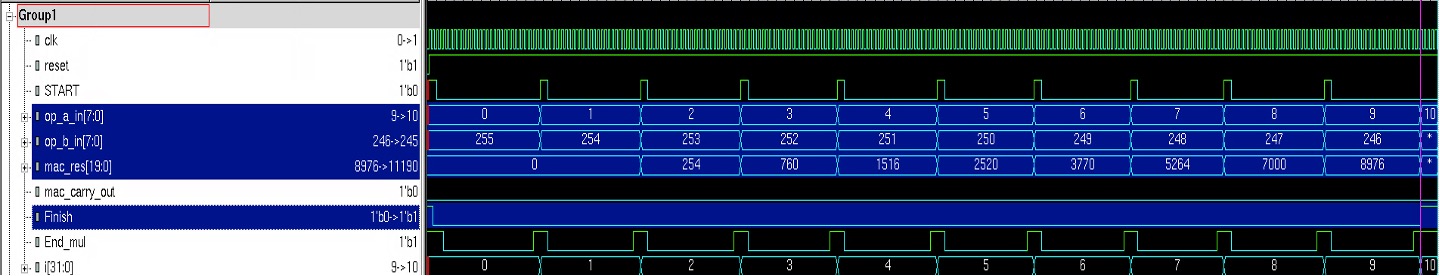 Group1
clk 0->1
reset 1'b1
START 1'b0
op_a_in[7:0] 9->10 0 1 2 3 4 5 6 7 8 9 10
op_b_in[7:0] 246->245 255 254 253 252 251 250 249 248 247 246 *
mac_res[19:0] 8976->11190 0 254 760 1516 2520 3770 5264 7000 8976 *
mac_carry_out 1'b0
Finish 1'b0->1'b1
End_mul 1'b1
i[31:0] 9->10 0 1 2 3 4 5 6 7 8 9 10